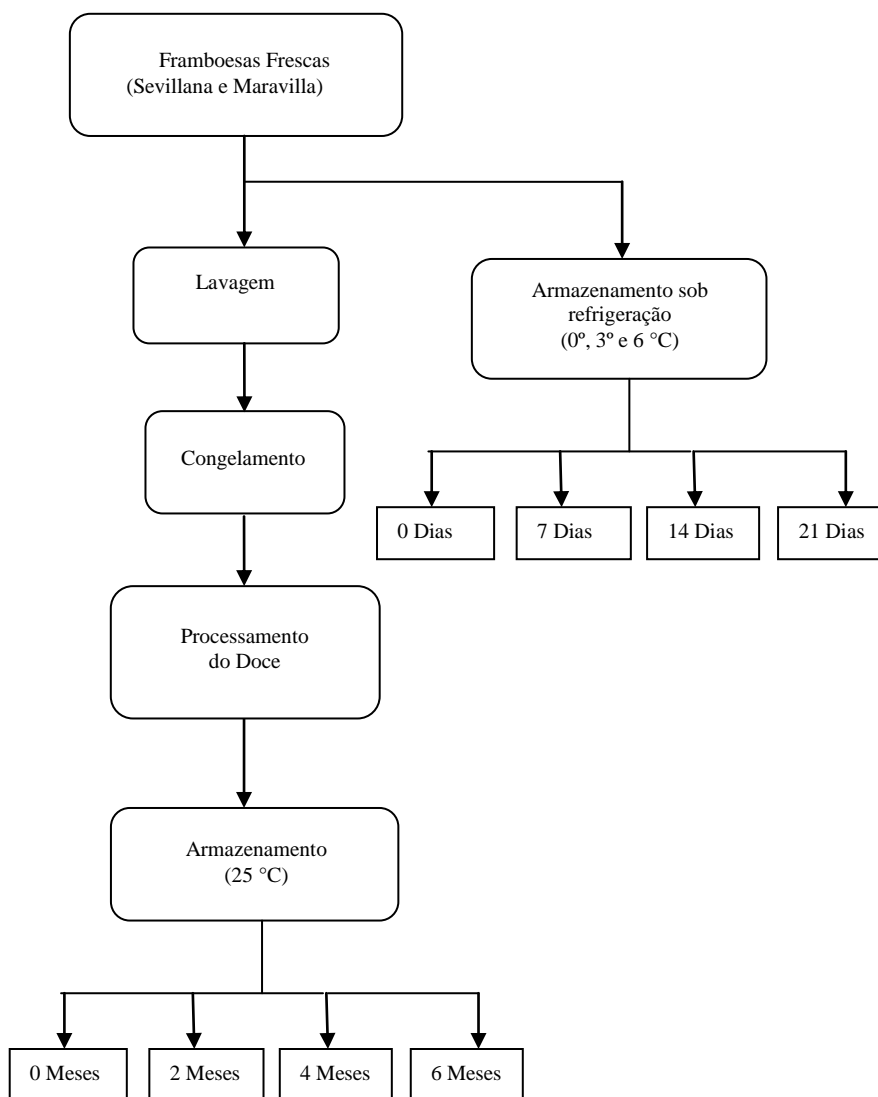 Framboesas Frescas
(Sevillana e Maravilla)
Lavagem
Armazenamento sob
refrigeração
(0º, 3º e 6 °C)
Congelamento
0 Dias
7 Dias
14 Dias
21 Dias
Processamento
do Doce
Armazenamento
(25 °C)
0 Meses
2 Meses
4 Meses
6 Meses